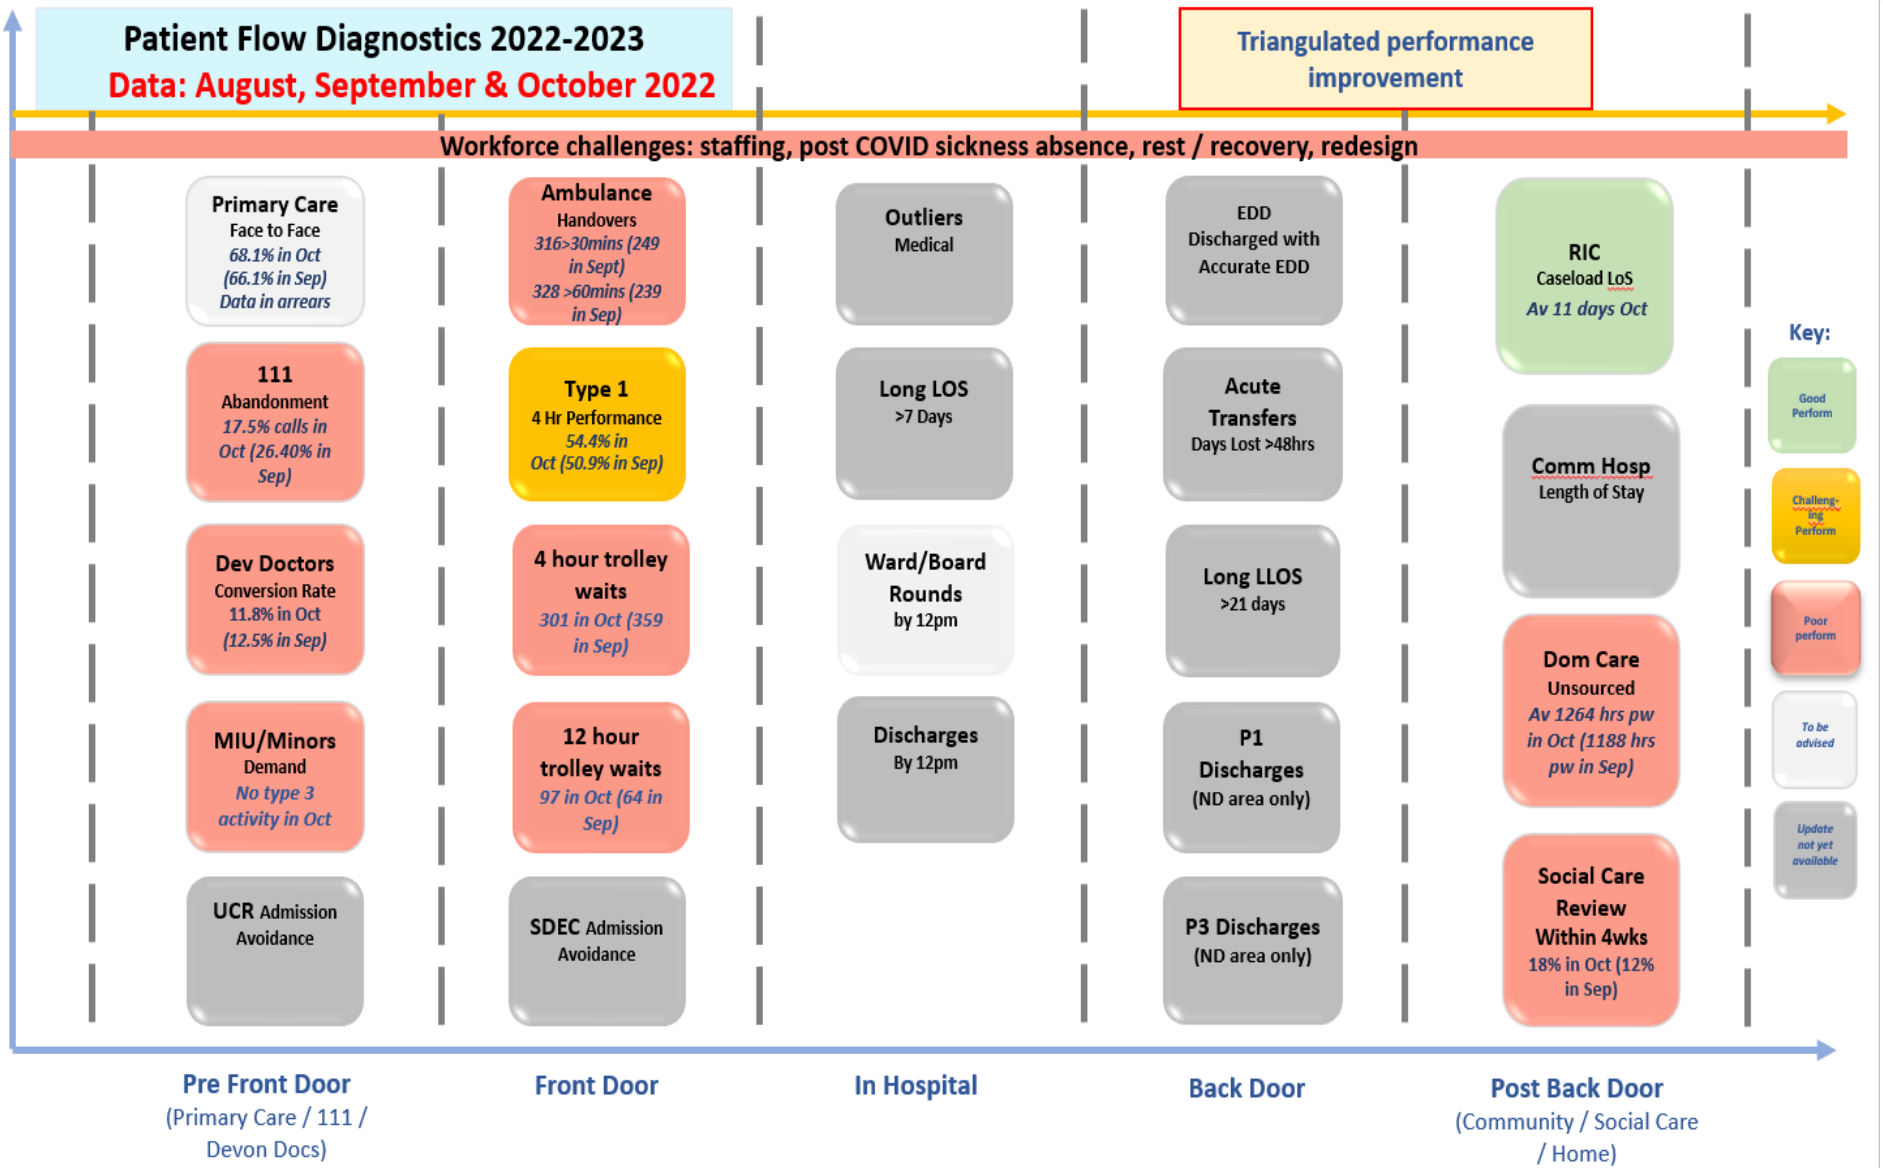 Patient Flow Diagnostics 2022-2023
Data: August, September & October 2022
Triangulated performance
improvement
Workforce challenges: staffing, post COVID sickness absence, rest / recovery, redesign
Primary Care
Face to Face
68.1% in Oct
(66.1% in Sep)
Data in arrears
111
Abandonment
17.5% calls in
Oct (26.40% in
Sep)
Dev Doctors
Conversion Rate
11.8% in Oct
(12.5% in Sep)
MIU/Minors
Demand
No type 3
activity in Oct
UCR Admission
Avoidance
Ambulance
Handovers
316>30mins (249
in Sept)
328 >60mins (239
in Sep)
Type 1
4 Hr Performance
54.4% in
Oct (50.9% in Sep)
4 hour trolley
waits
301 in Oct (359
in Sep)
12 hour
trolley waits
97 in Oct (64 in
Sep)
SDEC Admission
Avoidance
Outliers
Medical
Long LOS
>7 Days
Ward/Board
Rounds
by 12pm
Discharges
By 12pm
EDD
Discharged with
Accurate EDD
Acute
Transfers
Days Lost >48hrs
Long LLOS
>21 days
P1
Discharges
(ND area only)
P3 Discharges
(ND area only)
RIC
Caseload LoS
Av 11 days Oct
Comm Hosp
Length of Stay
Dom Care
Unsourced
Av 1264 hrs pw
in Oct (1188 hrs
pw in Sep)
Social Care
Review
Within 4wks
18% in Oct (12%
in Sep)
Key:
Good
Perform
Challeng-
ing
Perform
Poor
perform
To be
advised
Update
not yet
available
Pre Front Door
(Primary Care / 111 /
Devon Docs)
Front Door
In Hospital
Back Door
Post Back Door
(Community / Social Care
/ Home)